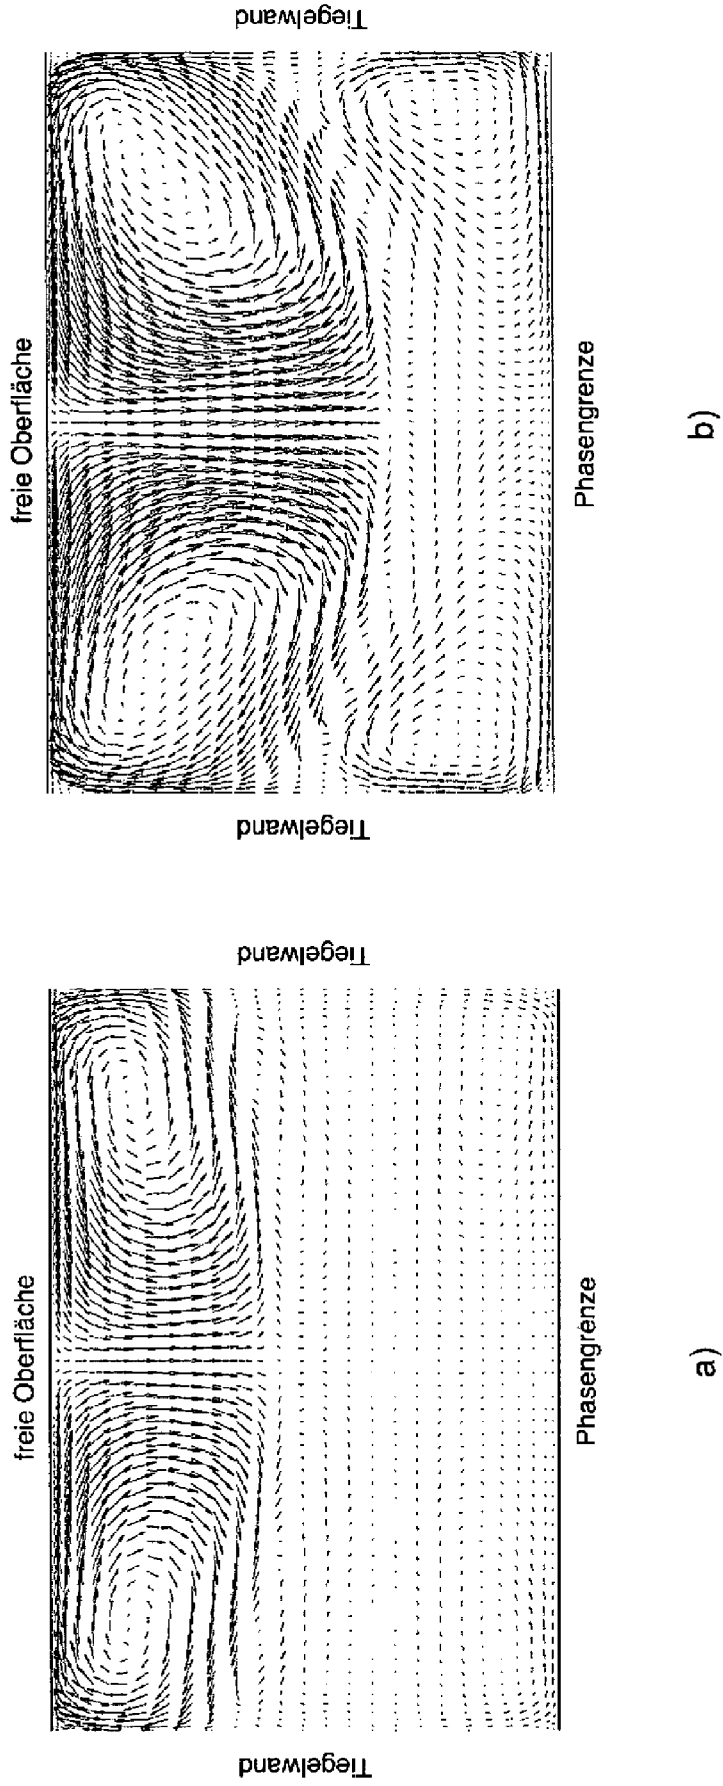 freie Oberfläche
Tiegelwand
Tiegelwand
Phasengrenze
a)
freie Oberfläche
Tiegelwand
Tiegelwand
Phasengrenze
b)